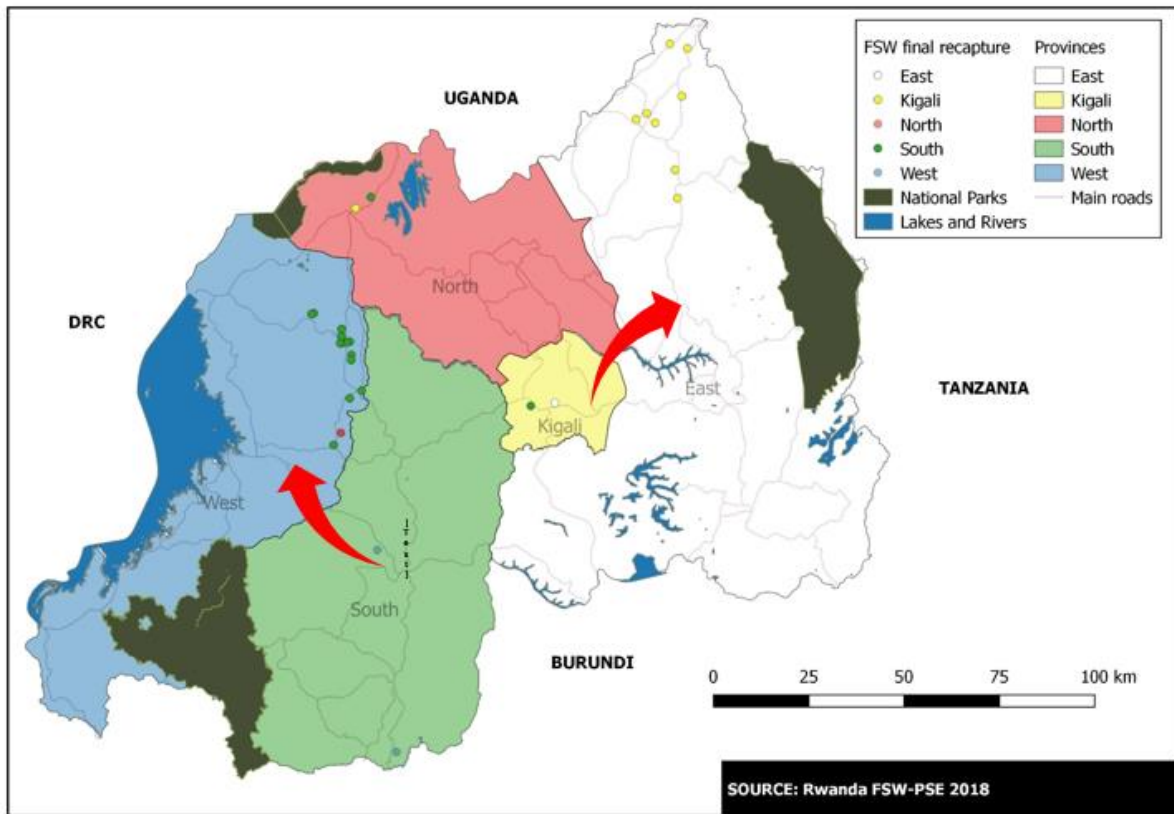 FSW final recapture
East
Kigali
North
South
West
National Parks
Lakes and Rivers
Provinces
East
Kigali
North
South
West
Main roads
UGANDA
DRC
North
TANZANIA
East
Kigali
West
[Text]
South
BURUNDI
0 25 50 75 100 km
SOURCE: Rwanda FSW-PSE 2018